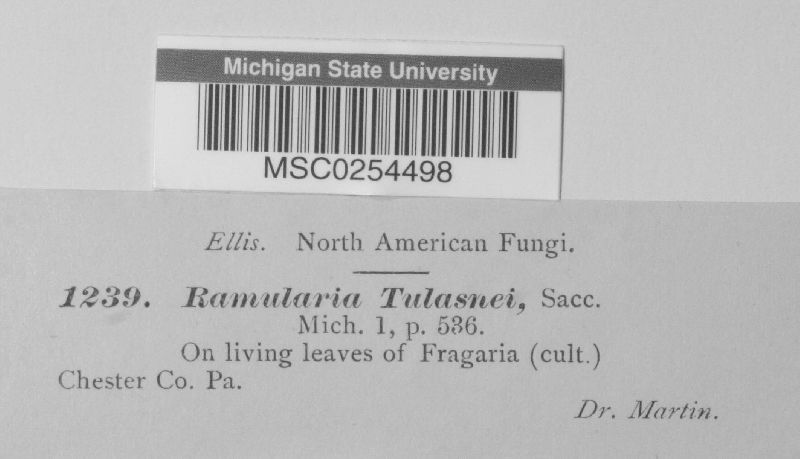 Michigan State University
MSC0254498
Ellis. North American Fungi.
1239. Ramularia Tulasnei, Sacc.
Mich. 1, p. 536.
On living leaves of Fragaria (cult.)
Chester Co. Pa.
Dr. Martin.